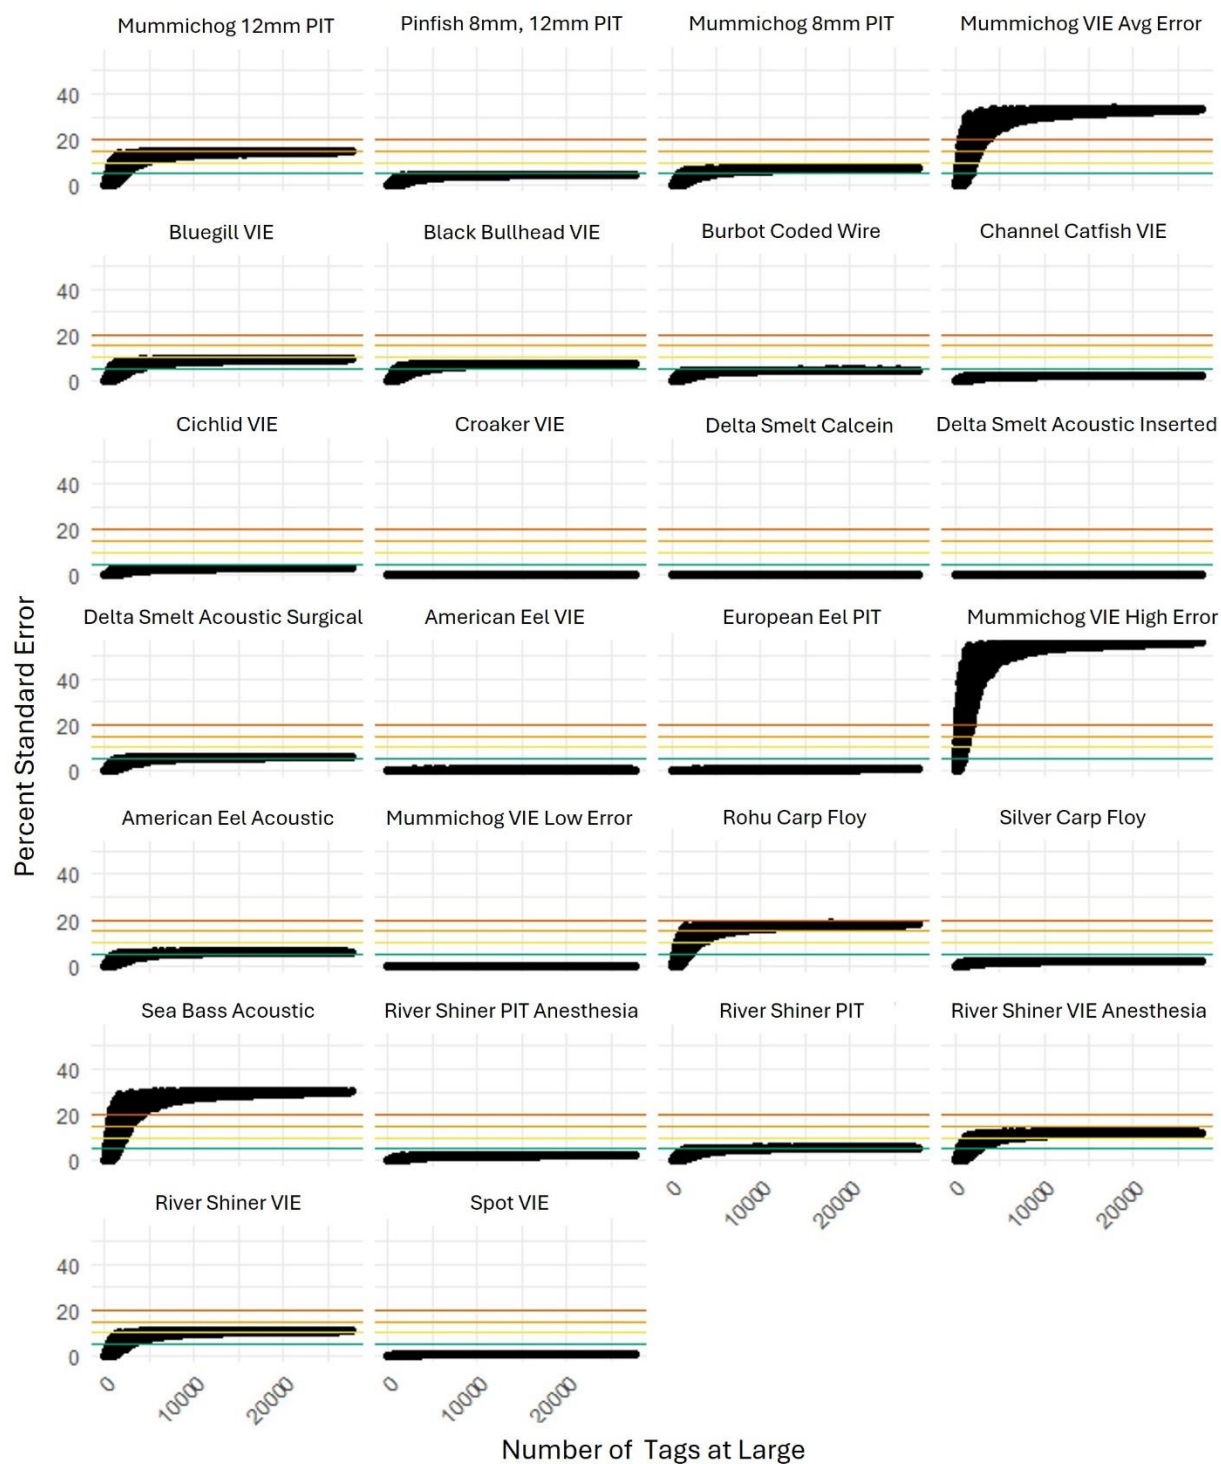 Mummichog 12mm PIT
Pinfish 8mm, 12mm PIT
Mummichog 8mm PIT
Mummichog VIE Avg Error
40
20
0
Bluegill VIE
Black Bullhead VIE
Burbot Coded Wire
Channel Catfish VIE
40
20
0
Cichlid VIE
Croaker VIE
Delta Smelt Calcein
Delta Smelt Acoustic Inserted
40
20
0
Delta Smelt Acoustic Surgical
American Eel VIE
European Eel PIT
Mummichog VIE High Error
40
20
0
Percent Standard Error
American Eel Acoustic
Mummichog VIE Low Error
Rohu Carp Floy
Silver Carp Floy
40
20
0
Sea Bass Acoustic
River Shiner PIT Anesthesia
River Shiner PIT
River Shiner VIE Anesthesia
40
20
0
0 10000 20000
0 10000 20000
River Shiner VIE
Spot VIE
40
20
0
0 10000 20000
0 10000 20000
Number of Tags at Large